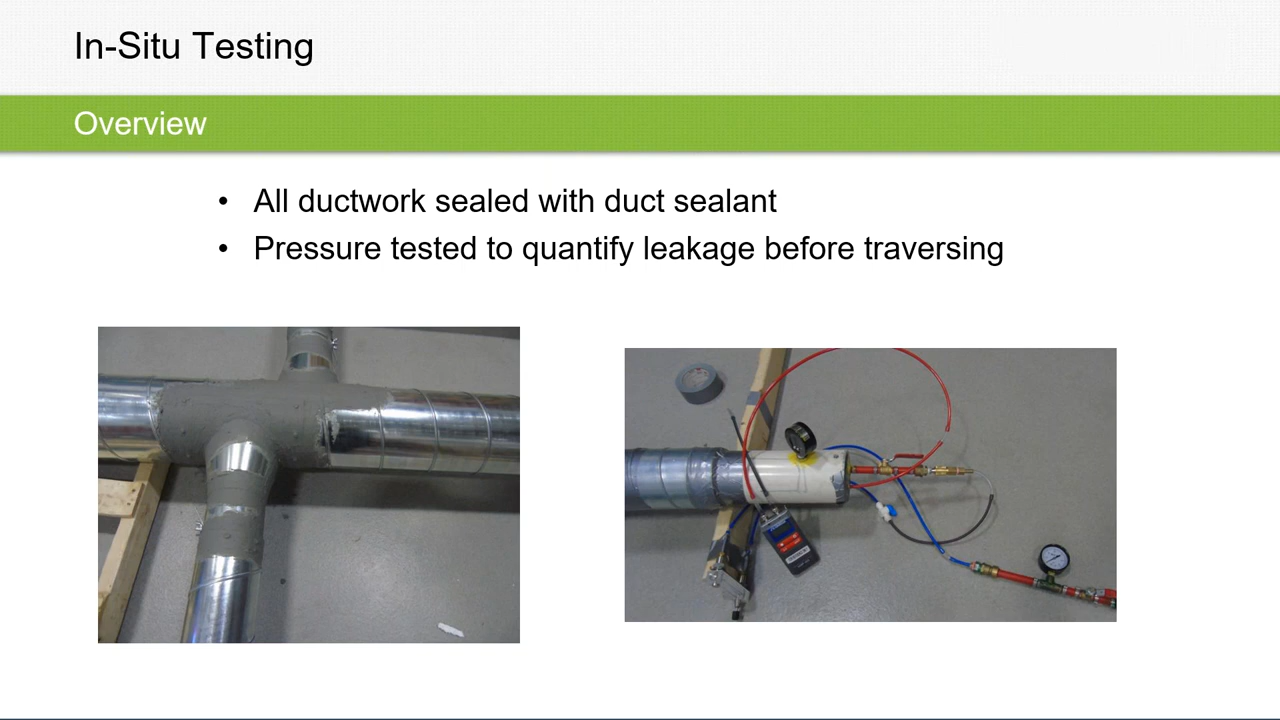 In-Situ Testing
Overview
• All ductwork sealed with duct sealant
• Pressure tested to quantify leakage before traversing